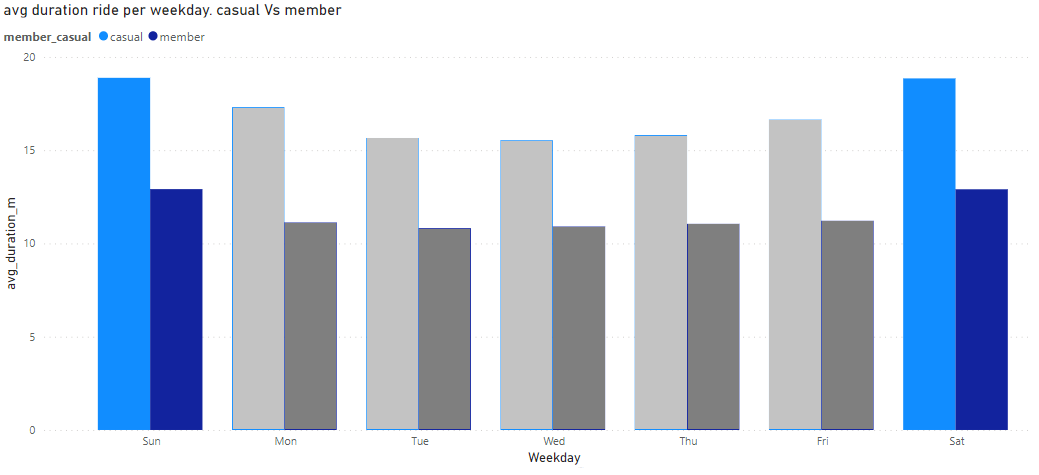 avg duration ride per weekday. casual Vs member
member_casual casual member
20
15
10
5
0
avg_duration_m
Sun Mon Tue Wed Thu Fri Sat
Weekday